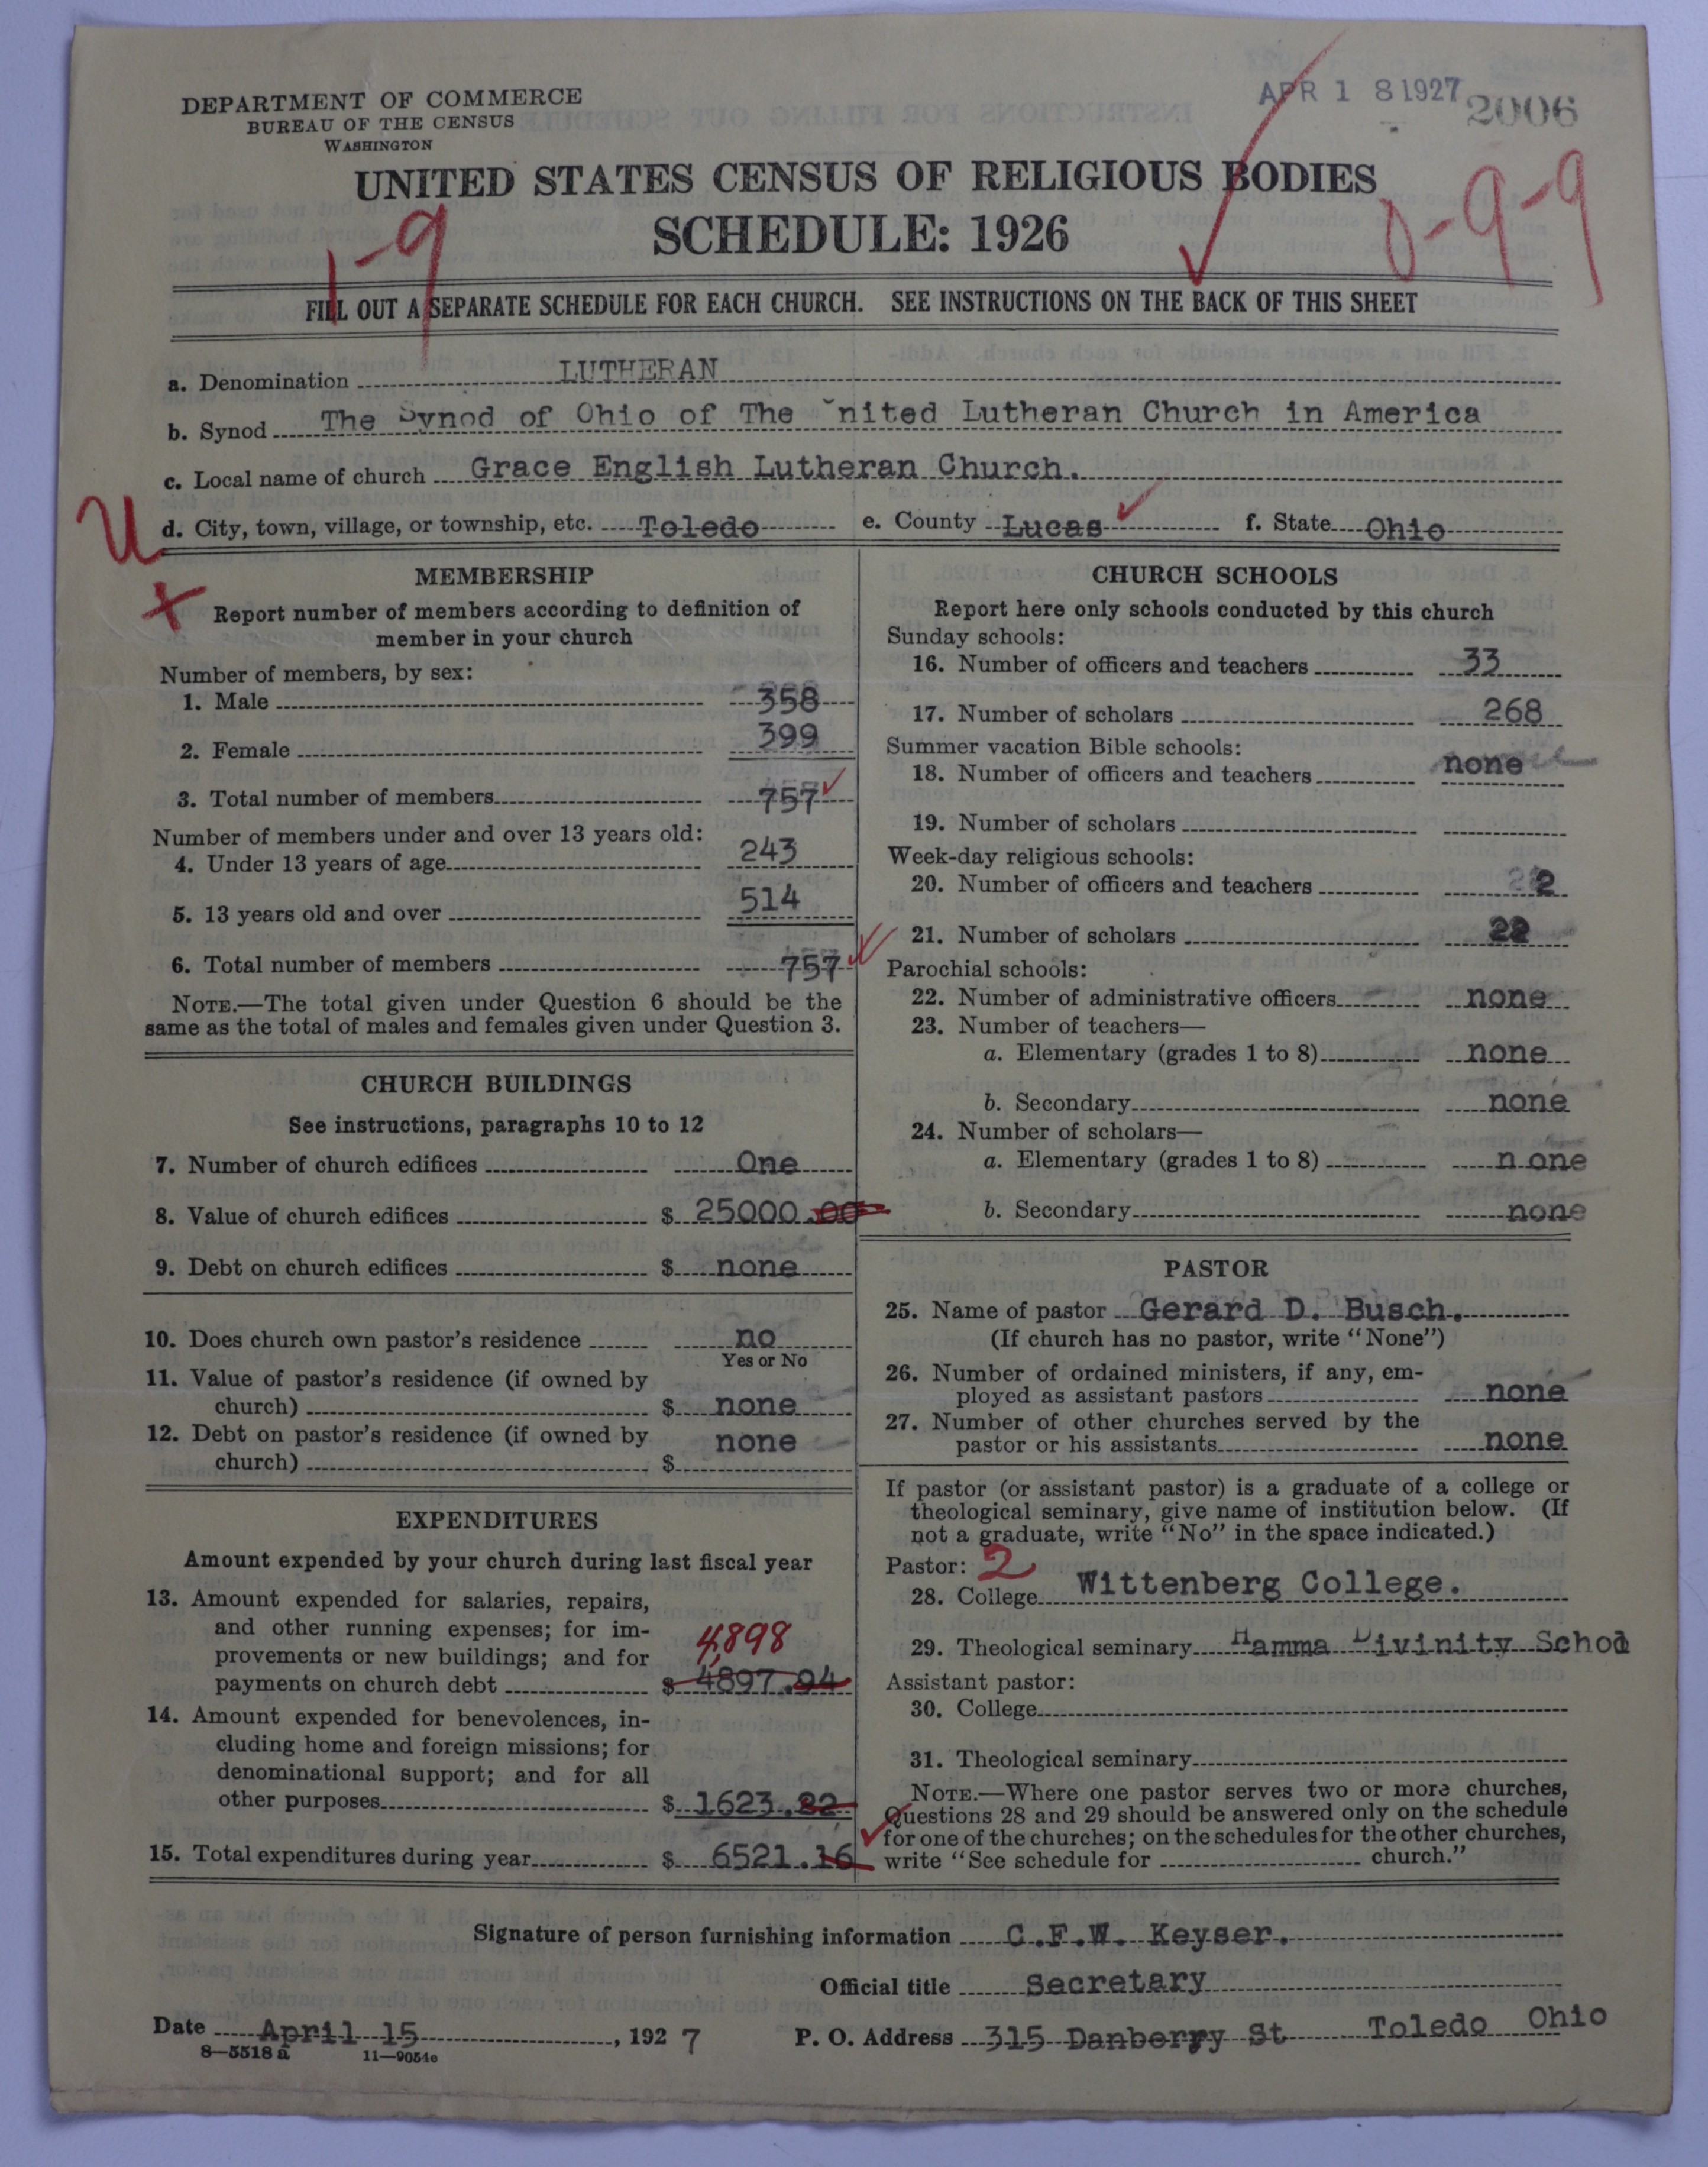 DEPARTMENT OF COMMERCE
BUREAU OF THE CENSUS
WASHINGTON
APR 18 1927
2006
UNITED STATES CENSUS OF RELIGIOUS BODIES
SCHEDULE: 1926
1-9
0-9-9
FILL OUT A SEPARATE SCHEDULE FOR EACH CHURCH. SEE INSTRUCTIONS ON THE BACK OF THIS SHEET
a. Denomination LUTHERAN
b. Synod The Synod of Ohio of The United Lutheran Church in America
c. Local name of church Grace English Lutheran Church.
U
d. City, town, village, or township, etc. Toledo e. County Lucas f. State Ohio
MEMBERSHIP
Report number of members according to definition of
member in your church
Number of members, by sex:
1. Male 358
2. Female 399
3. Total number of members 757
Number of members under and over 13 years old:
4. Under 13 years of age 243
5. 13 years old and over 514
6. Total number of members 757
NOTE.—The total given under Question 6 should be the
same as the total of males and females given under Question 3.
CHURCH BUILDINGS
See instructions, paragraphs 10 to 12
7. Number of church edifices One
8. Value of church edifices $ 25000.00
9. Debt on church edifices $ none
10. Does church own pastor's residence no
Yes or No
11. Value of pastor's residence (if owned by
church) $ none
12. Debt on pastor's residence (if owned by
church) $ none
EXPENDITURES
Amount expended by your church during last fiscal year
13. Amount expended for salaries, repairs,
and other running expenses; for im-
provements or new buildings; and for
4,898
payments on church debt $ 4897.94
14. Amount expended for benevolences, in-
cluding home and foreign missions; for
denominational support; and for all
other purposes $ 1623.22
15. Total expenditures during year $ 6521.16
CHURCH SCHOOLS
Report here only schools conducted by this church
Sunday schools:
16. Number of officers and teachers 33
17. Number of scholars 268
Summer vacation Bible schools:
18. Number of officers and teachers none
19. Number of scholars
Week-day religious schools:
20. Number of officers and teachers 2
21. Number of scholars 22
Parochial schools:
22. Number of administrative officers none
23. Number of teachers—
a. Elementary (grades 1 to 8) none
b. Secondary none
24. Number of scholars—
a. Elementary (grades 1 to 8) n one
b. Secondary none
PASTOR
25. Name of pastor Gerard D. Busch.
(If church has no pastor, write "None")
26. Number of ordained ministers, if any, em-
ployed as assistant pastors none
27. Number of other churches served by the
pastor or his assistants none
If pastor (or assistant pastor) is a graduate of a college or
theological seminary, give name of institution below. (If
not a graduate, write "No" in the space indicated.)
Pastor: 2
28. College Wittenberg College.
29. Theological seminary Hamma Divinity School
Assistant pastor:
30. College
31. Theological seminary
NOTE.—Where one pastor serves two or more churches,
Questions 28 and 29 should be answered only on the schedule
for one of the churches; on the schedules for the other churches,
write "See schedule for church."
Signature of person furnishing information C.F.W. Keyser.
Official title Secretary
Date April 15, 1927 P. O. Address 315 Danberry St Toledo Ohio
8—5518 a 11—9054c